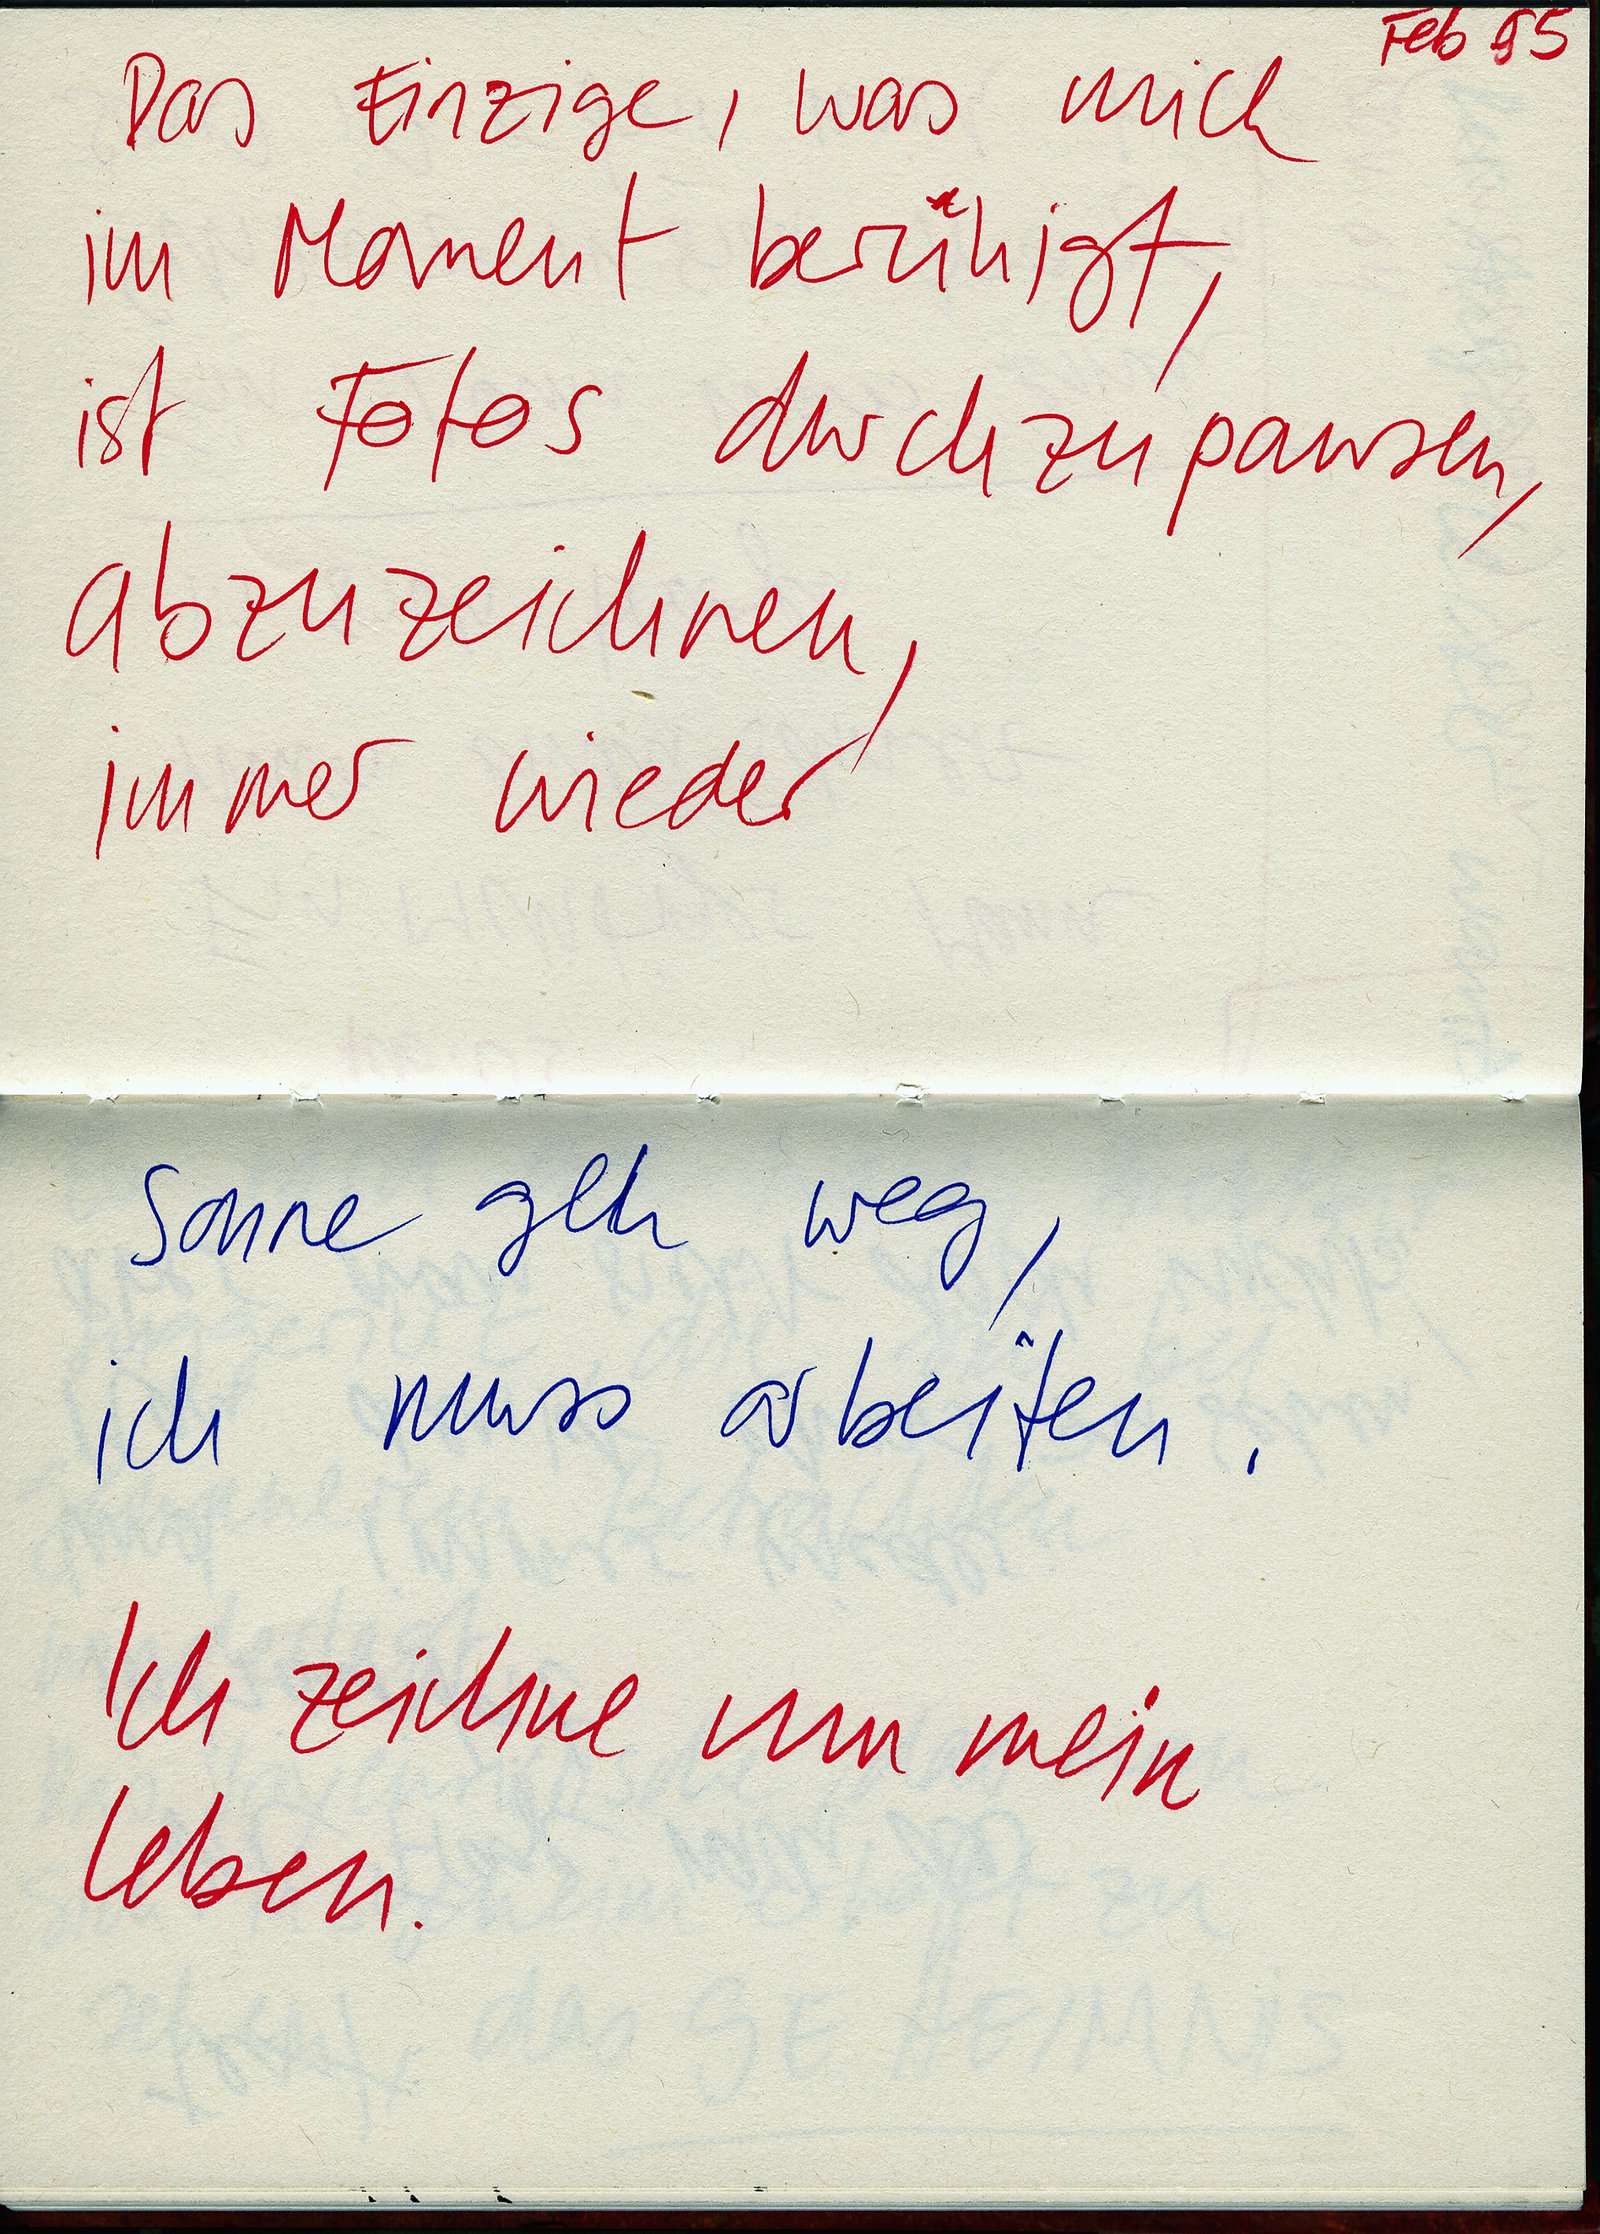 Feb 95
Das Einzige, was mich
im Moment beruhigt,
ist Fotos durchzupausen,
abzuzeichnen,
immer wieder
Sonne geh weg,
ich muss arbeiten.
Ich zeichne um mein
Leben.